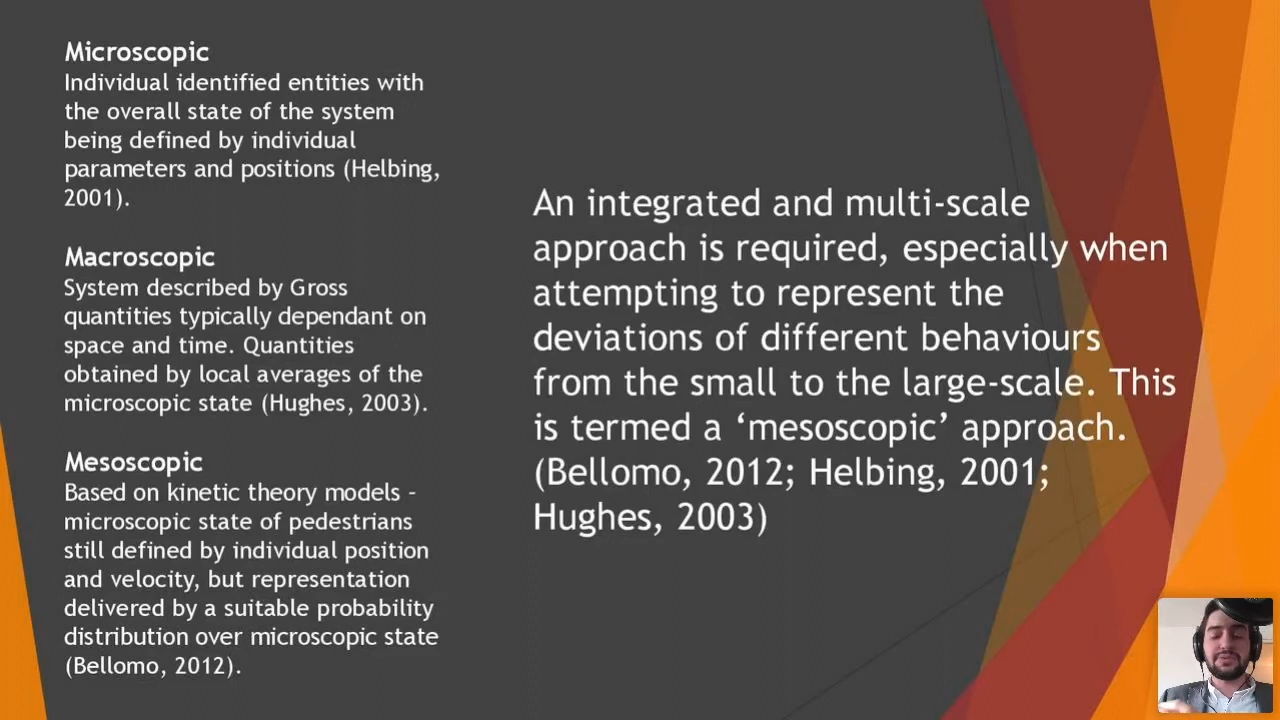 Microscopic
Individual identified entities with
the overall state of the system
being defined by individual
parameters and positions (Helbing,
2001).
Macroscopic
System described by Gross
quantities typically dependant on
space and time. Quantities
obtained by local averages of the
microscopic state (Hughes, 2003).
Mesoscopic
Based on kinetic theory models -
microscopic state of pedestrians
still defined by individual position
and velocity, but representation
delivered by a suitable probability
distribution over microscopic state
(Bellomo, 2012).
An integrated and multi-scale
approach is required, especially when
attempting to represent the
deviations of different behaviours
from the small to the large-scale. This
is termed a ‘mesoscopic’ approach.
(Bellomo, 2012; Helbing, 2001;
Hughes, 2003)